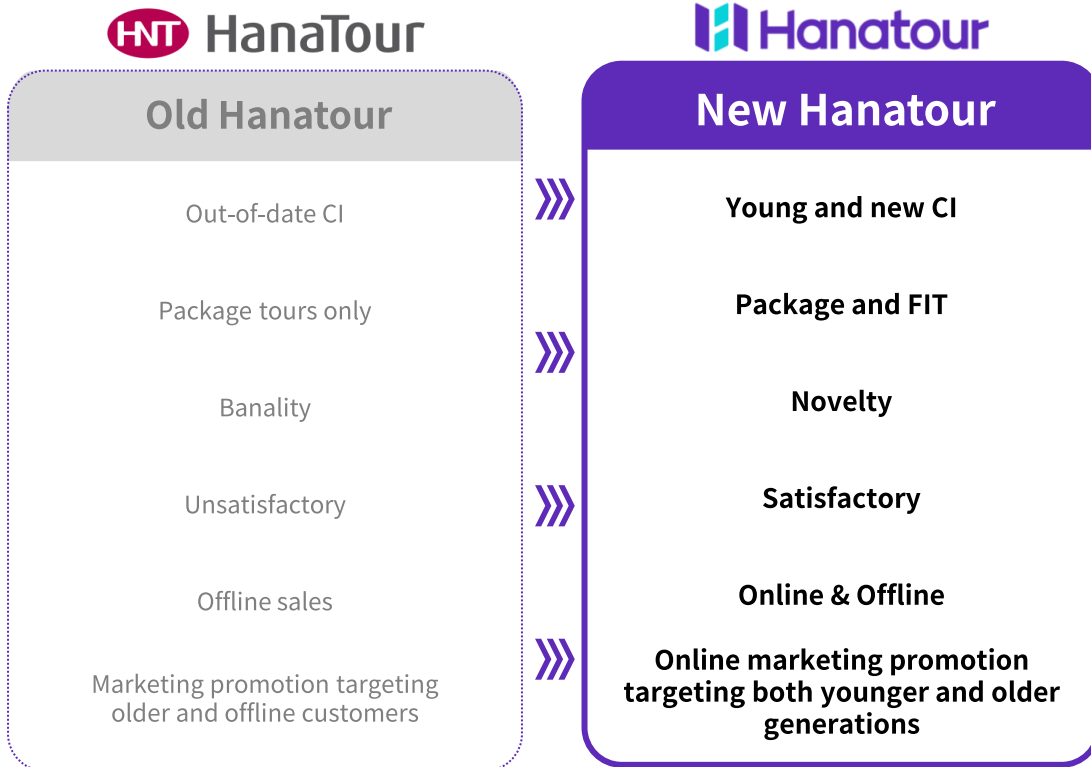 HNT HanaTour
Hanatour
Old Hanatour
New Hanatour
Out-of-date CI
Young and new CI
Package tours only
Package and FIT
Banality
Novelty
Unsatisfactory
Satisfactory
Offline sales
Online & Offline
Marketing promotion targeting
older and offline customers
Online marketing promotion
targeting both younger and older
generations